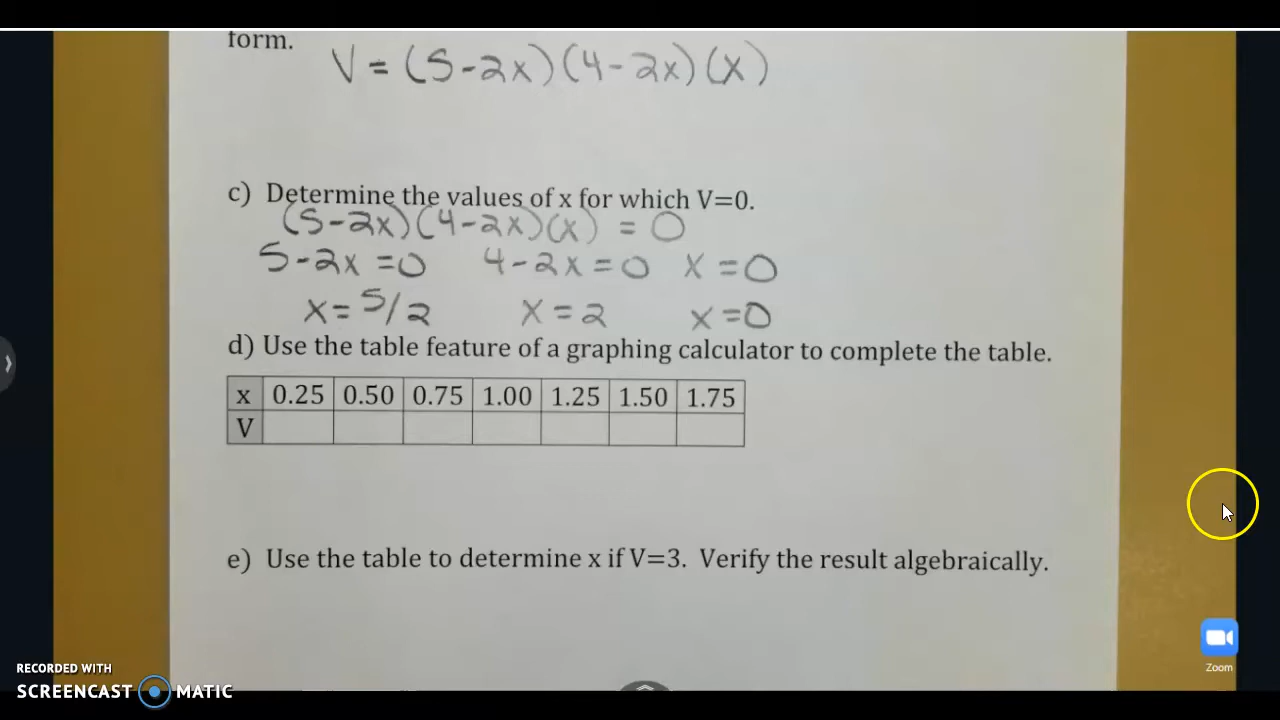 form.
V = (5-2x)(4-2x)(x)
c) Determine the values of x for which V=0.
(5-2x)(4-2x)(x) = 0
5-2x =0 4-2x=0 x =0
x= 5/2 x=2 x=0
d) Use the table feature of a graphing calculator to complete the table.
x 0.25 0.50 0.75 1.00 1.25 1.50 1.75
V
e) Use the table to determine x if V=3. Verify the result algebraically.
Zoom
RECORDED WITH
SCREENCAST MATIC